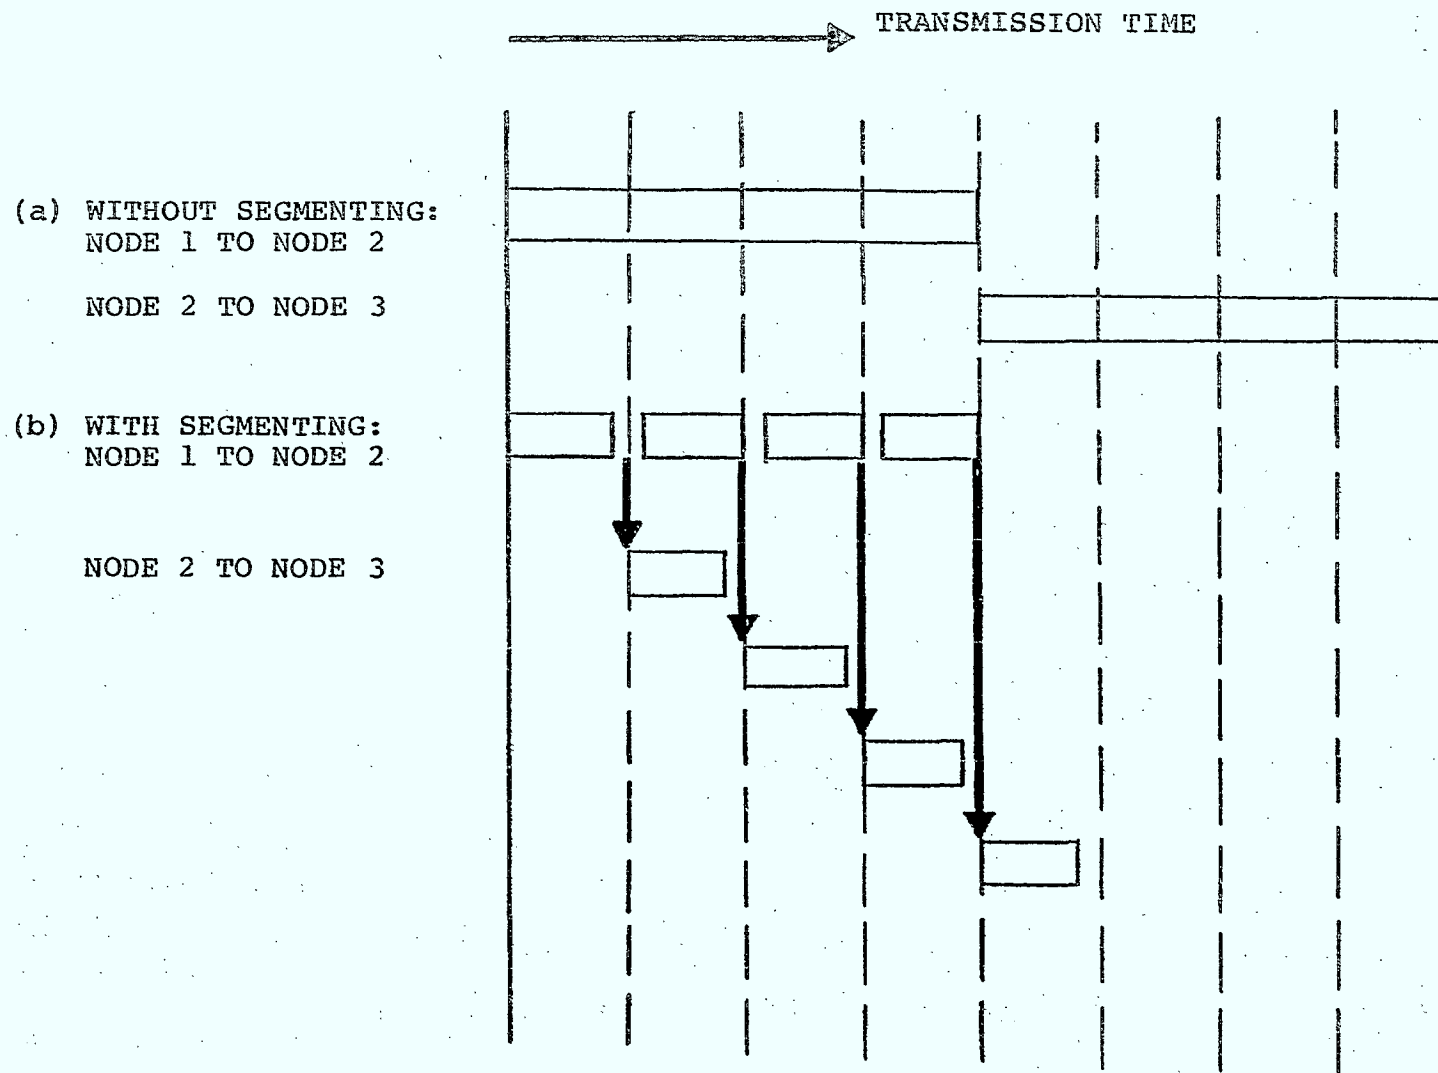 TRANSMISSION TIME
(a) WITHOUT SEGMENTING:
NODE 1 TO NODE 2
NODE 2 TO NODE 3
(b) WITH SEGMENTING:
NODE 1 TO NODE 2
NODE 2 TO NODE 3